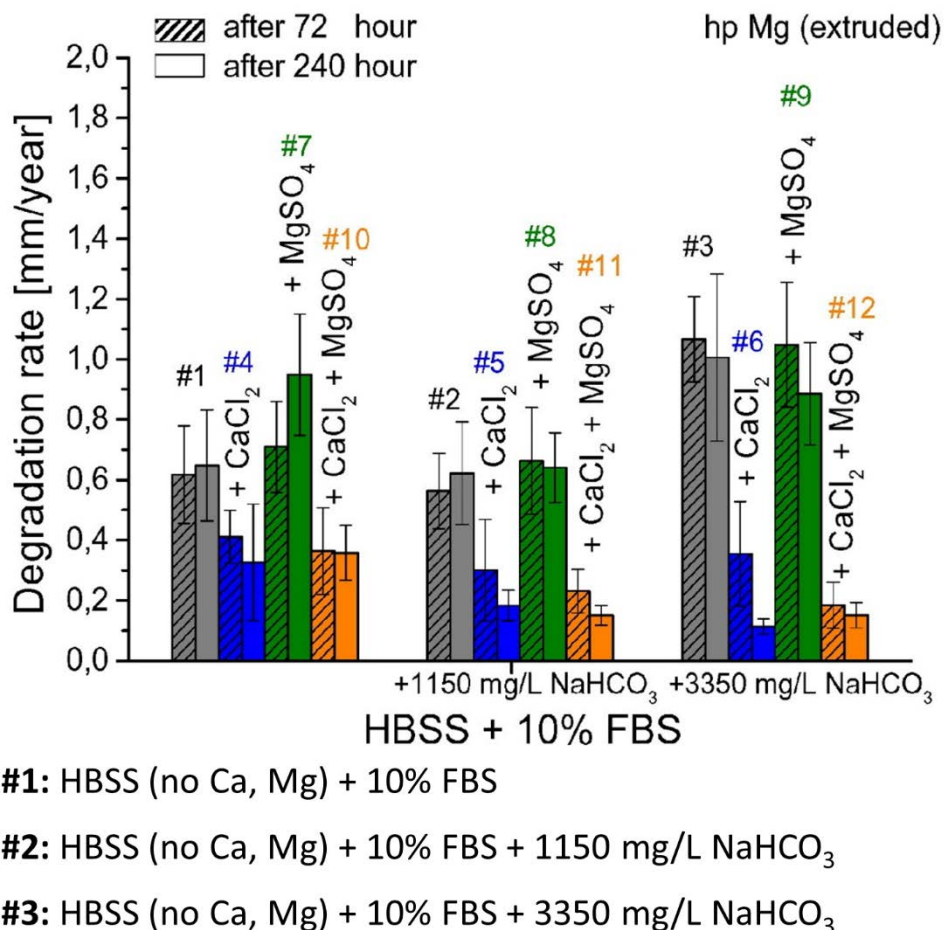 after 72 hour
after 240 hour
hp Mg (extruded)
Degradation rate [mm/year]
2,0
1,8
1,6
1,4
1,2
1,0
0,8
0,6
0,4
0,2
0,0
#1
#4
+ CaCl₂
#7
+ MgSO₄
#10
+ CaCl₂ + MgSO₄
#2
#5
+ CaCl₂
#8
+ MgSO₄
#11
+ CaCl₂ + MgSO₄
#3
#6
+ CaCl₂
#9
+ MgSO₄
#12
+ CaCl₂ + MgSO₄
+1150 mg/L NaHCO₃
+3350 mg/L NaHCO₃
HBSS + 10% FBS
#1: HBSS (no Ca, Mg) + 10% FBS
#2: HBSS (no Ca, Mg) + 10% FBS + 1150 mg/L NaHCO₃
#3: HBSS (no Ca, Mg) + 10% FBS + 3350 mg/L NaHCO₃